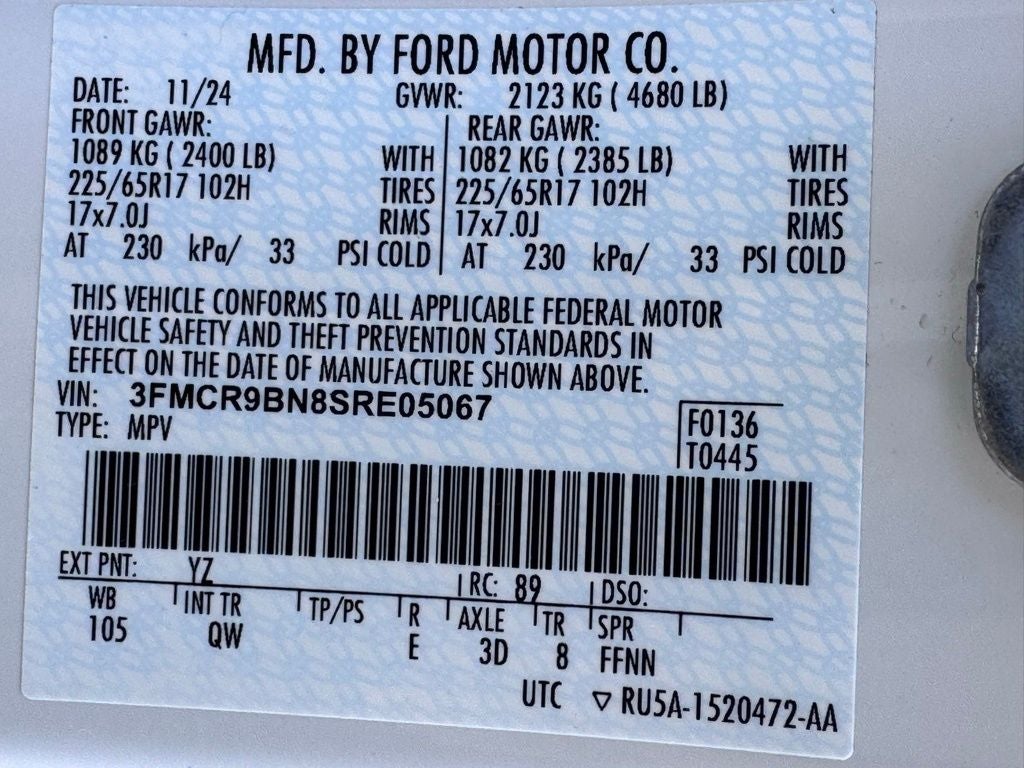 MFD. BY FORD MOTOR CO.
DATE: 11/24 GVWR: 2123 KG ( 4680 LB)
FRONT GAWR: REAR GAWR:
1089 KG ( 2400 LB) WITH 1082 KG ( 2385 LB) WITH
225/65R17 102H TIRES 225/65R17 102H TIRES
17x7.0J RIMS 17x7.0J RIMS
AT 230 kPa/ 33 PSI COLD AT 230 kPa/ 33 PSI COLD
THIS VEHICLE CONFORMS TO ALL APPLICABLE FEDERAL MOTOR
VEHICLE SAFETY AND THEFT PREVENTION STANDARDS IN
EFFECT ON THE DATE OF MANUFACTURE SHOWN ABOVE.
VIN: 3FMCR9BN8SRE05067
TYPE: MPV
F0136
T0445
EXT PNT: YZ RC: 89 DSO:
WB INT TR TP/PS R AXLE TR SPR
105 QW E 3D 8 FFNN
UTC ▽ RU5A-1520472-AA